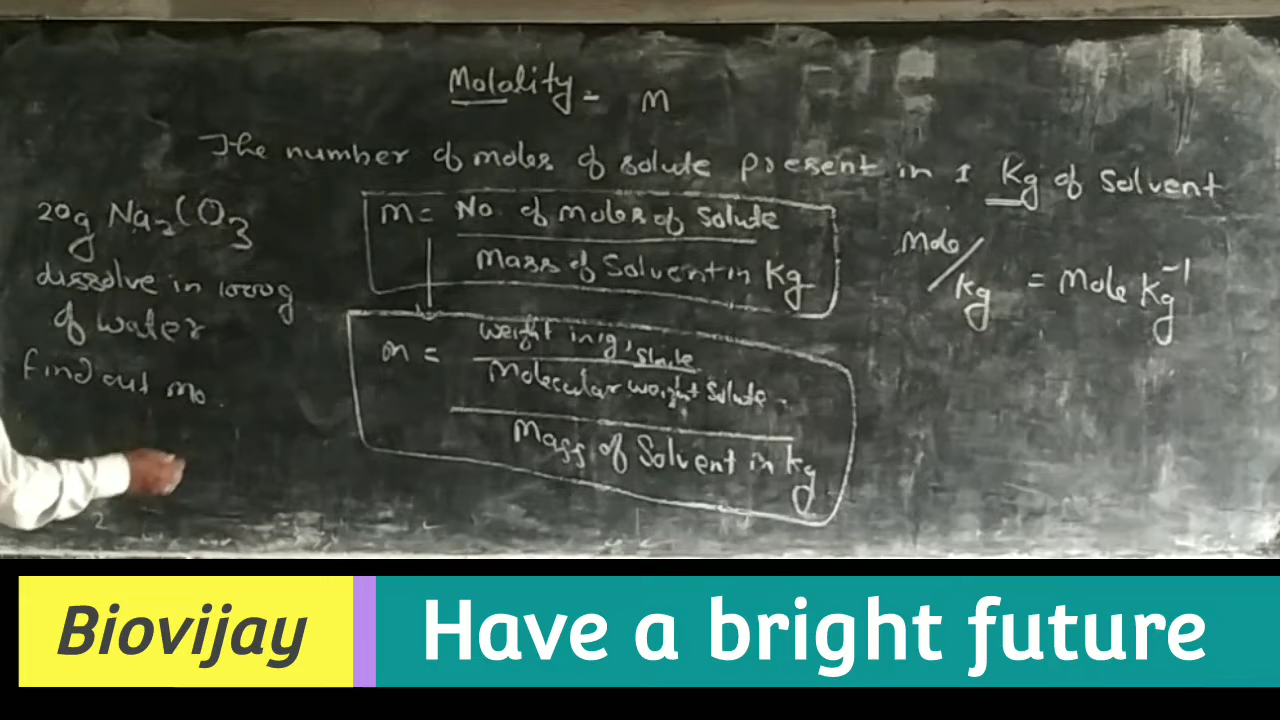 Molality = m
The number of moles of solute present in 1 Kg of Solvent
20g Na2CO3
dissolve in 1000g
of water
find out mo
m = No. of moles of Solute
Mass of Solvent in Kg
m = weight in g, Solute
Molecular weight Solute
Mass of Solvent in kg
Mole/kg = Mole Kg-1
Biovijay
Have a bright future